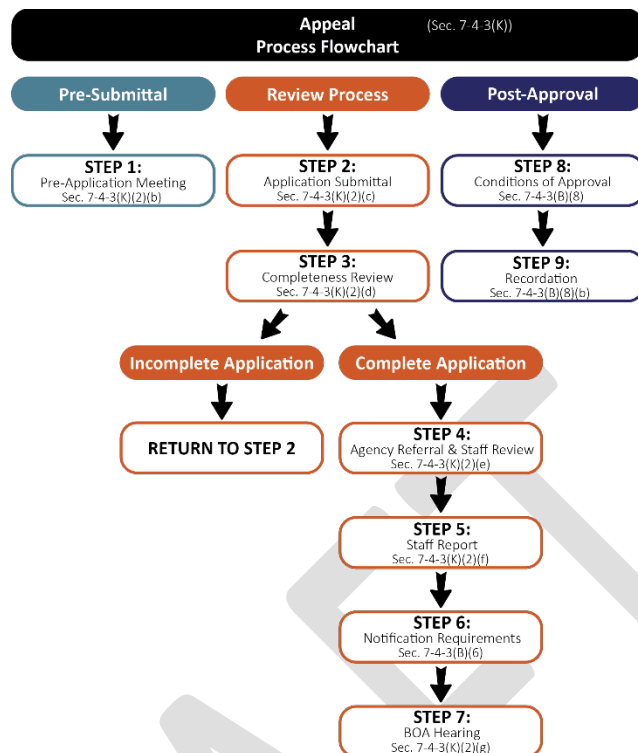 Appeal (Sec. 7-4-3(K))
Process Flowchart
Pre-Submittal
Review Process
Post-Approval
STEP 1:
Pre-Application Meeting
Sec. 7-4-3(K)(2)(b)
STEP 2:
Application Submittal
Sec. 7-4-3(K)(2)(c)
STEP 8:
Conditions of Approval
Sec. 7-4-3(B)(8)
STEP 3:
Completeness Review
Sec. 7-4-3(K)(2)(d)
STEP 9:
Recordation
Sec. 7-4-3(B)(8)(b)
Incomplete Application
Complete Application
RETURN TO STEP 2
STEP 4:
Agency Referral & Staff Review
Sec. 7-4-3(K)(2)(e)
STEP 5:
Staff Report
Sec. 7-4-3(K)(2)(f)
STEP 6:
Notification Requirements
Sec. 7-4-3(B)(6)
STEP 7:
BOA Hearing
Sec. 7-4-3(K)(2)(g)